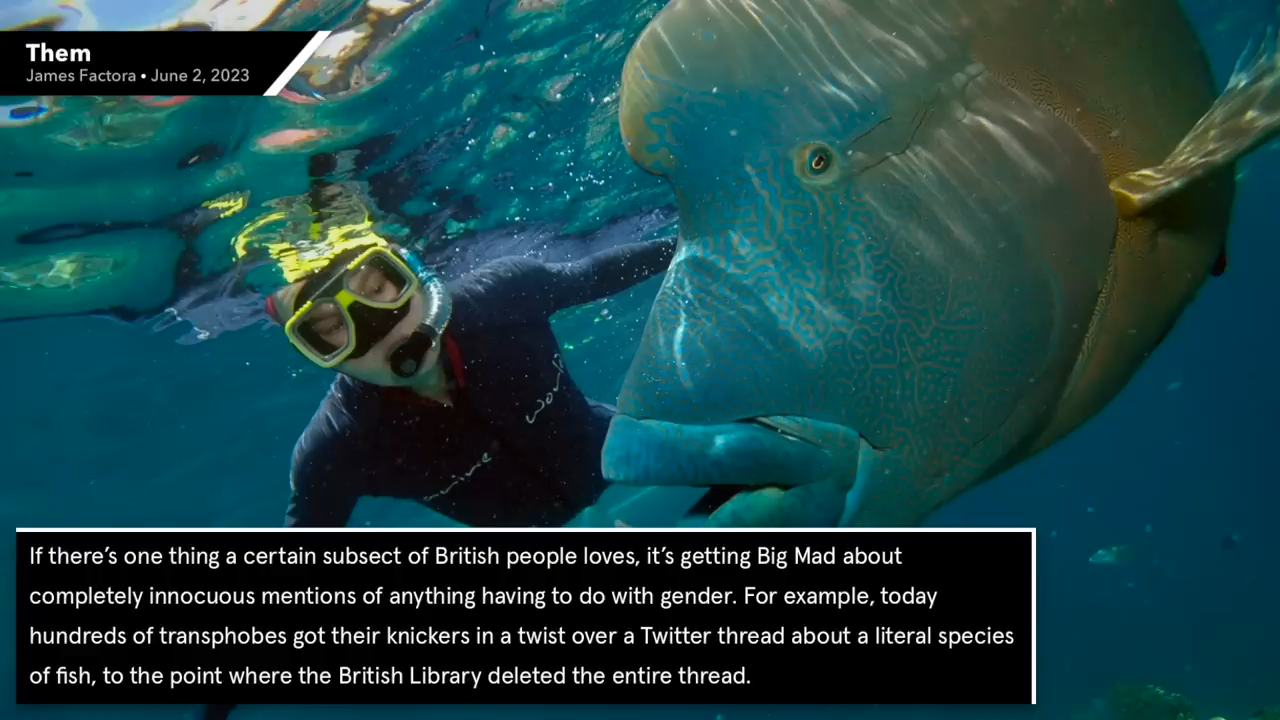 Them
James Factora • June 2, 2023
If there's one thing a certain subsect of British people loves, it's getting Big Mad about
completely innocuous mentions of anything having to do with gender. For example, today
hundreds of transphobes got their knickers in a twist over a Twitter thread about a literal species
of fish, to the point where the British Library deleted the entire thread.